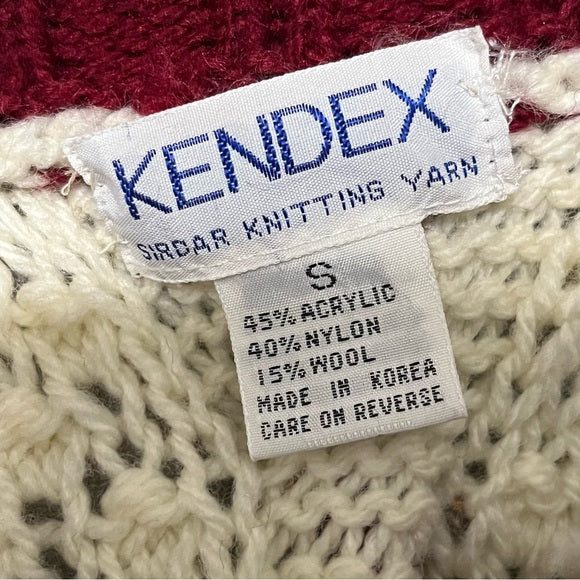 KENDEX
SIRDAR KNITTING YARN
S
45% ACRYLIC
40% NYLON
15% WOOL
MADE IN KOREA
CARE ON REVERSE